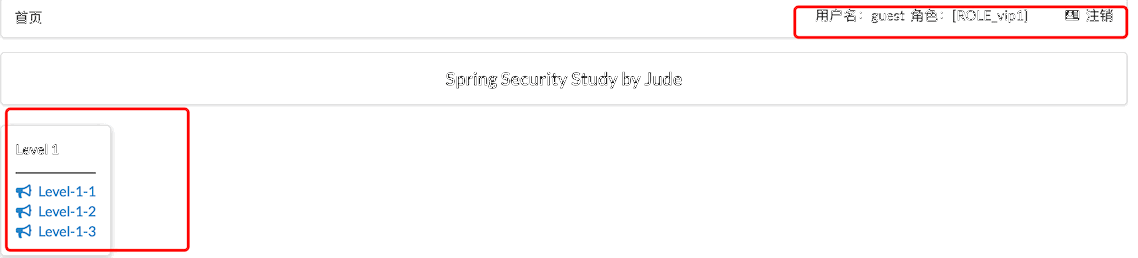 首页 用户名：guest 角色：[ROLE_vip1] 注销
Spring Security Study by Jude
Level 1
Level-1-1
Level-1-2
Level-1-3